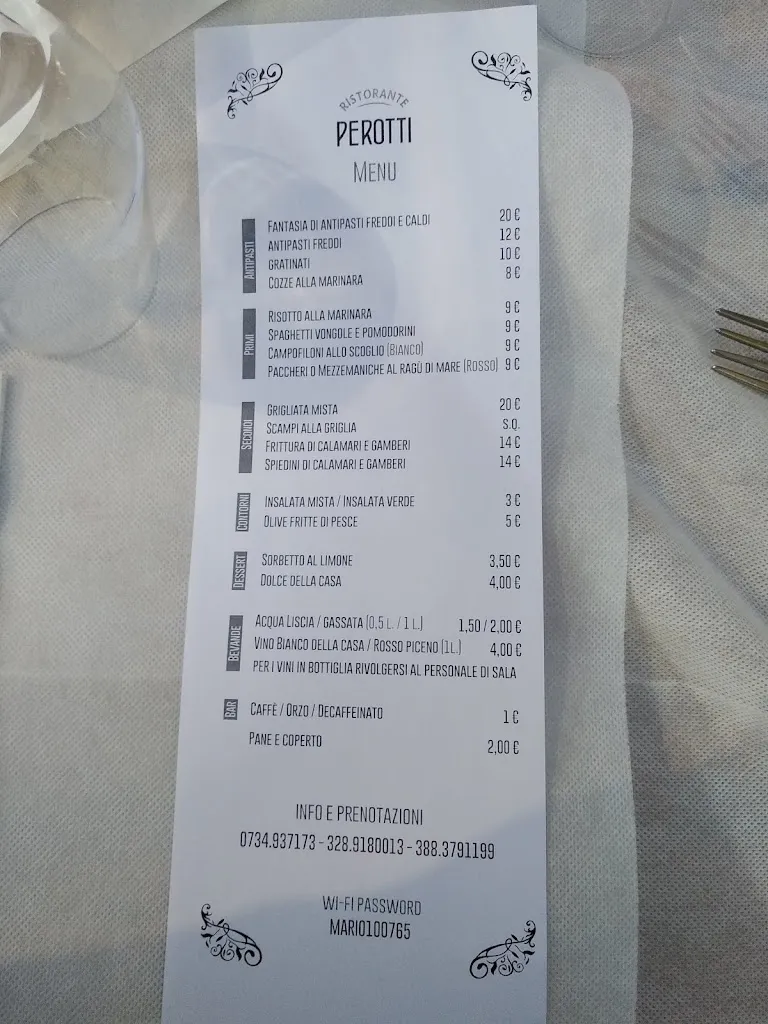 RISTORANTE
PEROTTI
MENU
ANTIPASTI
FANTASIA DI ANTIPASTI FREDDI E CALDI 20 €
ANTIPASTI FREDDI 12 €
GRATINATI 10 €
COZZE ALLA MARINARA 8 €
PRIMI
RISOTTO ALLA MARINARA 9 €
SPAGHETTI VONGOLE E POMODORINI 9 €
CAMPOFILONI ALLO SCOGLIO (BIANCO) 9 €
PACCHERI O MEZZEMANICHE AL RAGÙ DI MARE (ROSSO) 9 €
SECONDI
GRIGLIATA MISTA 20 €
SCAMPI ALLA GRIGLIA S.Q.
FRITTURA DI CALAMARI E GAMBERI 14 €
SPIEDINI DI CALAMARI E GAMBERI 14 €
CONTORNI
INSALATA MISTA / INSALATA VERDE 3 €
OLIVE FRITTE DI PESCE 5 €
DESSERT
SORBETTO AL LIMONE 3,50 €
DOLCE DELLA CASA 4,00 €
BEVANDE
ACQUA LISCIA / GASSATA (0,5 L. / 1 L.) 1,50 / 2,00 €
VINO BIANCO DELLA CASA / ROSSO PICENO (1L.) 4,00 €
PER I VINI IN BOTTIGLIA RIVOLGERSI AL PERSONALE DI SALA
BAR
CAFFÈ / ORZO / DECAFFEINATO 1 €
PANE E COPERTO 2,00 €
INFO E PRENOTAZIONI
0734.937173 - 328.9180013 - 388.3791199
WI-FI PASSWORD
MARIO100765